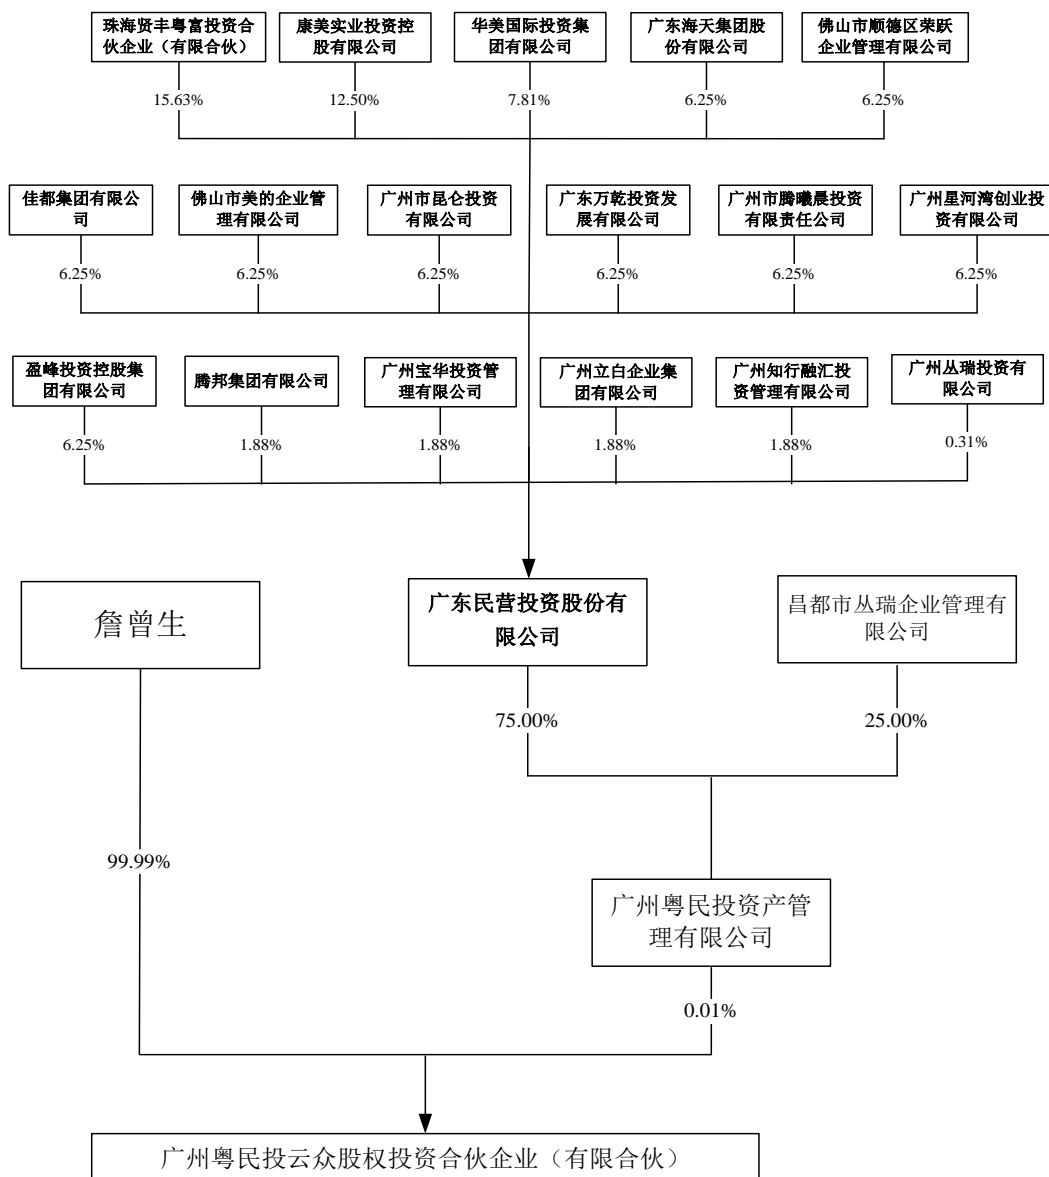 珠海贤丰粤富投资合
伙企业（有限合伙）
康美实业投资控
股有限公司
华美国际投资集
团有限公司
广东海天集团股
份有限公司
佛山市顺德区荣跃
企业管理有限公司
15.63%
12.50%
7.81%
6.25%
6.25%
佳都集团有限公
司
佛山市美的企业管
理有限公司
广州市昆仑投资
有限公司
广东万乾投资发
展有限公司
广州市腾曦晨投资
有限责任公司
广州星河湾创业投
资有限公司
6.25%
6.25%
6.25%
6.25%
6.25%
6.25%
盈峰投资控股集
团有限公司
腾邦集团有限公司
广州宝华投资管
理有限公司
广州立白企业集
团有限公司
广州知行融汇投
资管理有限公司
广州丛瑞投资有
限公司
6.25%
1.88%
1.88%
1.88%
1.88%
0.31%
詹曾生
广东民营投资股份有
限公司
昌都市丛瑞企业管理有
限公司
75.00%
25.00%
99.99%
广州粤民投资产管
理有限公司
0.01%
广州粤民投云众股权投资合伙企业（有限合伙）